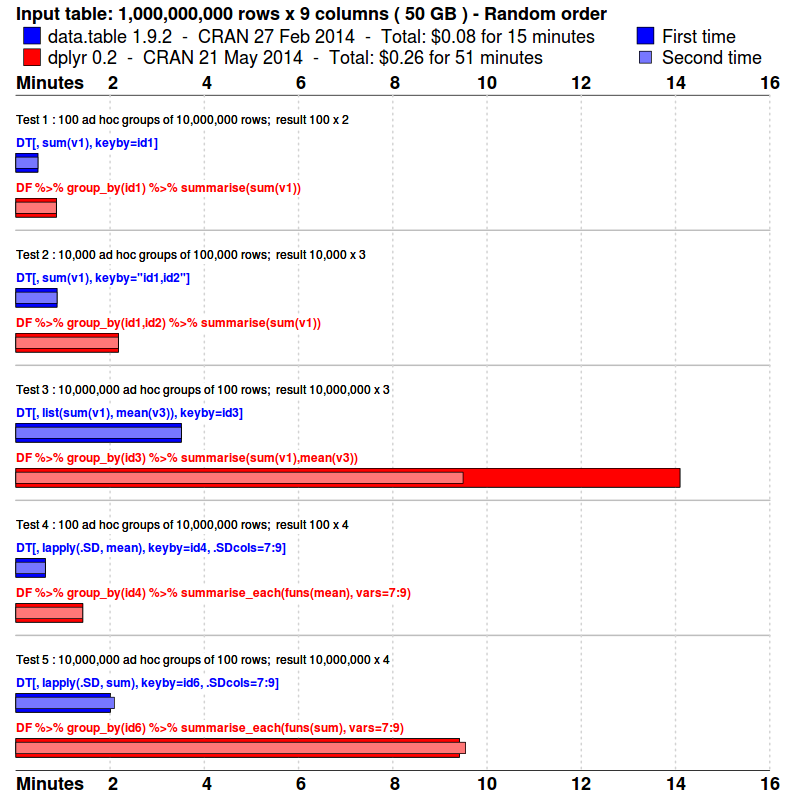 Input table: 1,000,000,000 rows x 9 columns ( 50 GB ) - Random order
data.table 1.9.2 - CRAN 27 Feb 2014 - Total: $0.08 for 15 minutes First time
dplyr 0.2 - CRAN 21 May 2014 - Total: $0.26 for 51 minutes Second time
Minutes 2 4 6 8 10 12 14 16
Test 1 : 100 ad hoc groups of 10,000,000 rows; result 100 x 2
DT[, sum(v1), keyby=id1]
DF %>% group_by(id1) %>% summarise(sum(v1))
Test 2 : 10,000 ad hoc groups of 100,000 rows; result 10,000 x 3
DT[, sum(v1), keyby="id1,id2"]
DF %>% group_by(id1,id2) %>% summarise(sum(v1))
Test 3 : 10,000,000 ad hoc groups of 100 rows; result 10,000,000 x 3
DT[, list(sum(v1), mean(v3)), keyby=id3]
DF %>% group_by(id3) %>% summarise(sum(v1),mean(v3))
Test 4 : 100 ad hoc groups of 10,000,000 rows; result 100 x 4
DT[, lapply(.SD, mean), keyby=id4, .SDcols=7:9]
DF %>% group_by(id4) %>% summarise_each(funs(mean), vars=7:9)
Test 5 : 10,000,000 ad hoc groups of 100 rows; result 10,000,000 x 4
DT[, lapply(.SD, sum), keyby=id6, .SDcols=7:9]
DF %>% group_by(id6) %>% summarise_each(funs(sum), vars=7:9)
Minutes 2 4 6 8 10 12 14 16